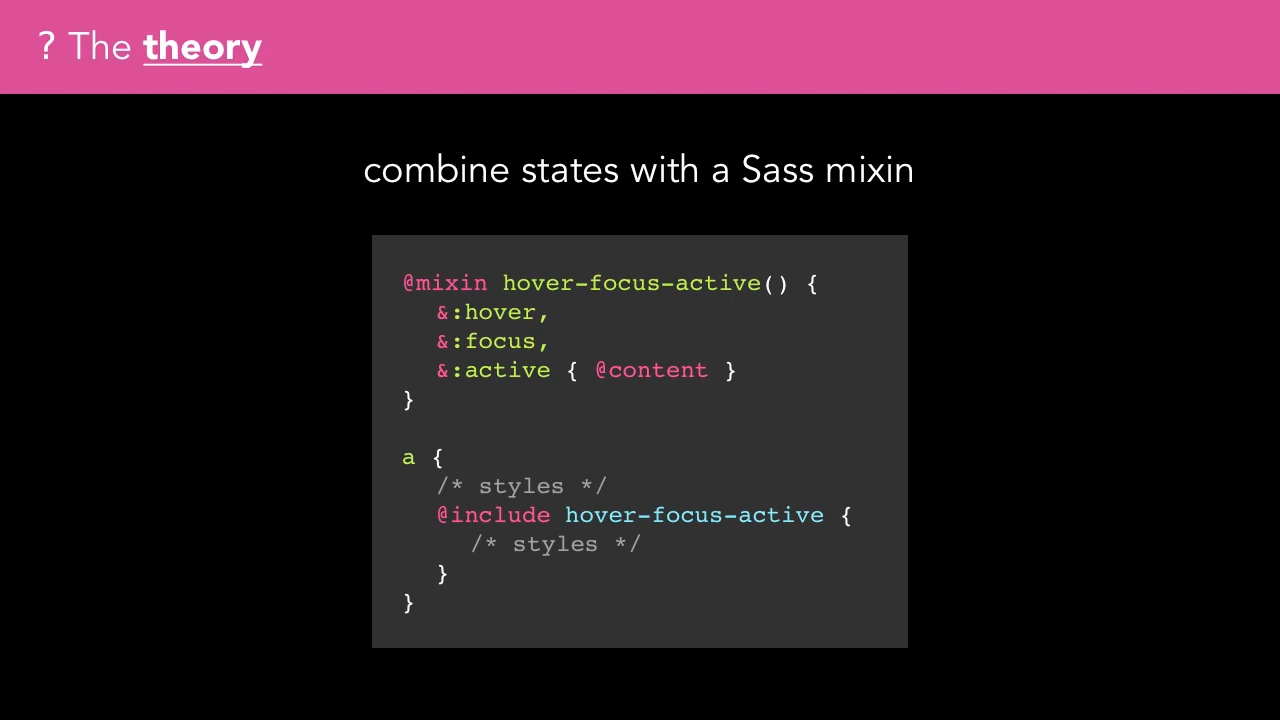 ? The theory
combine states with a Sass mixin
@mixin hover-focus-active() {
&:hover,
&:focus,
&:active { @content }
}
a {
/* styles */
@include hover-focus-active {
/* styles */
}
}